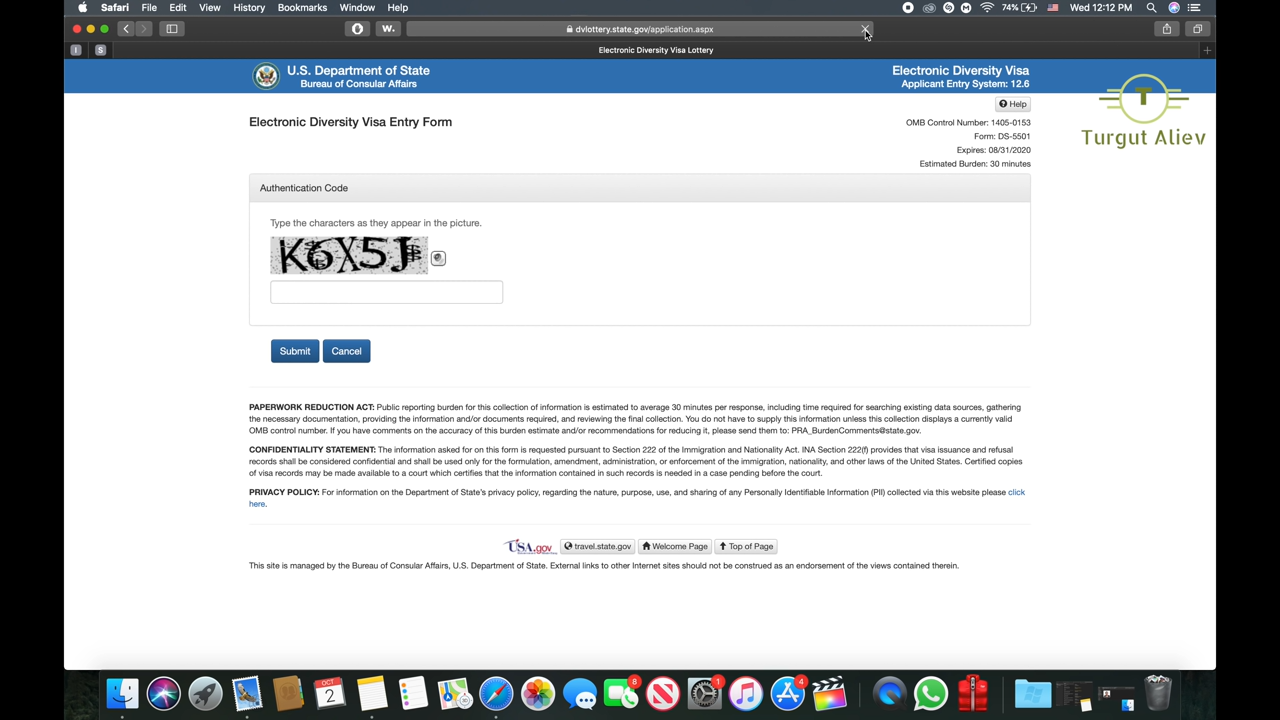 Safari File Edit View History Bookmarks Window Help 74% Wed 12:12 PM
W. dvlottery.state.gov/application.aspx
I S Electronic Diversity Visa Lottery
U.S. Department of State
Bureau of Consular Affairs
Electronic Diversity Visa
Applicant Entry System: 12.6
T
Turgut Aliev
Help
Electronic Diversity Visa Entry Form
OMB Control Number: 1405-0153
Form: DS-5501
Expires: 08/31/2020
Estimated Burden: 30 minutes
Authentication Code
Type the characters as they appear in the picture.
K6X5J
Submit Cancel
PAPERWORK REDUCTION ACT: Public reporting burden for this collection of information is estimated to average 30 minutes per response, including time required for searching existing data sources, gathering
the necessary documentation, providing the information and/or documents required, and reviewing the final collection. You do not have to supply this information unless this collection displays a currently valid
OMB control number. If you have comments on the accuracy of this burden estimate and/or recommendations for reducing it, please send them to: PRA_BurdenComments@state.gov.
CONFIDENTIALITY STATEMENT: The information asked for on this form is requested pursuant to Section 222 of the Immigration and Nationality Act. INA Section 222(f) provides that visa issuance and refusal
records shall be considered confidential and shall be used only for the formulation, amendment, administration, or enforcement of the immigration, nationality, and other laws of the United States. Certified copies
of visa records may be made available to a court which certifies that the information contained in such records is needed in a case pending before the court.
PRIVACY POLICY: For information on the Department of State's privacy policy, regarding the nature, purpose, use, and sharing of any Personally Identifiable Information (PII) collected via this website please click
here.
USA.gov travel.state.gov Welcome Page Top of Page
This site is managed by the Bureau of Consular Affairs, U.S. Department of State. External links to other Internet sites should not be construed as an endorsement of the views contained therein.
OCT 2 8 1 4